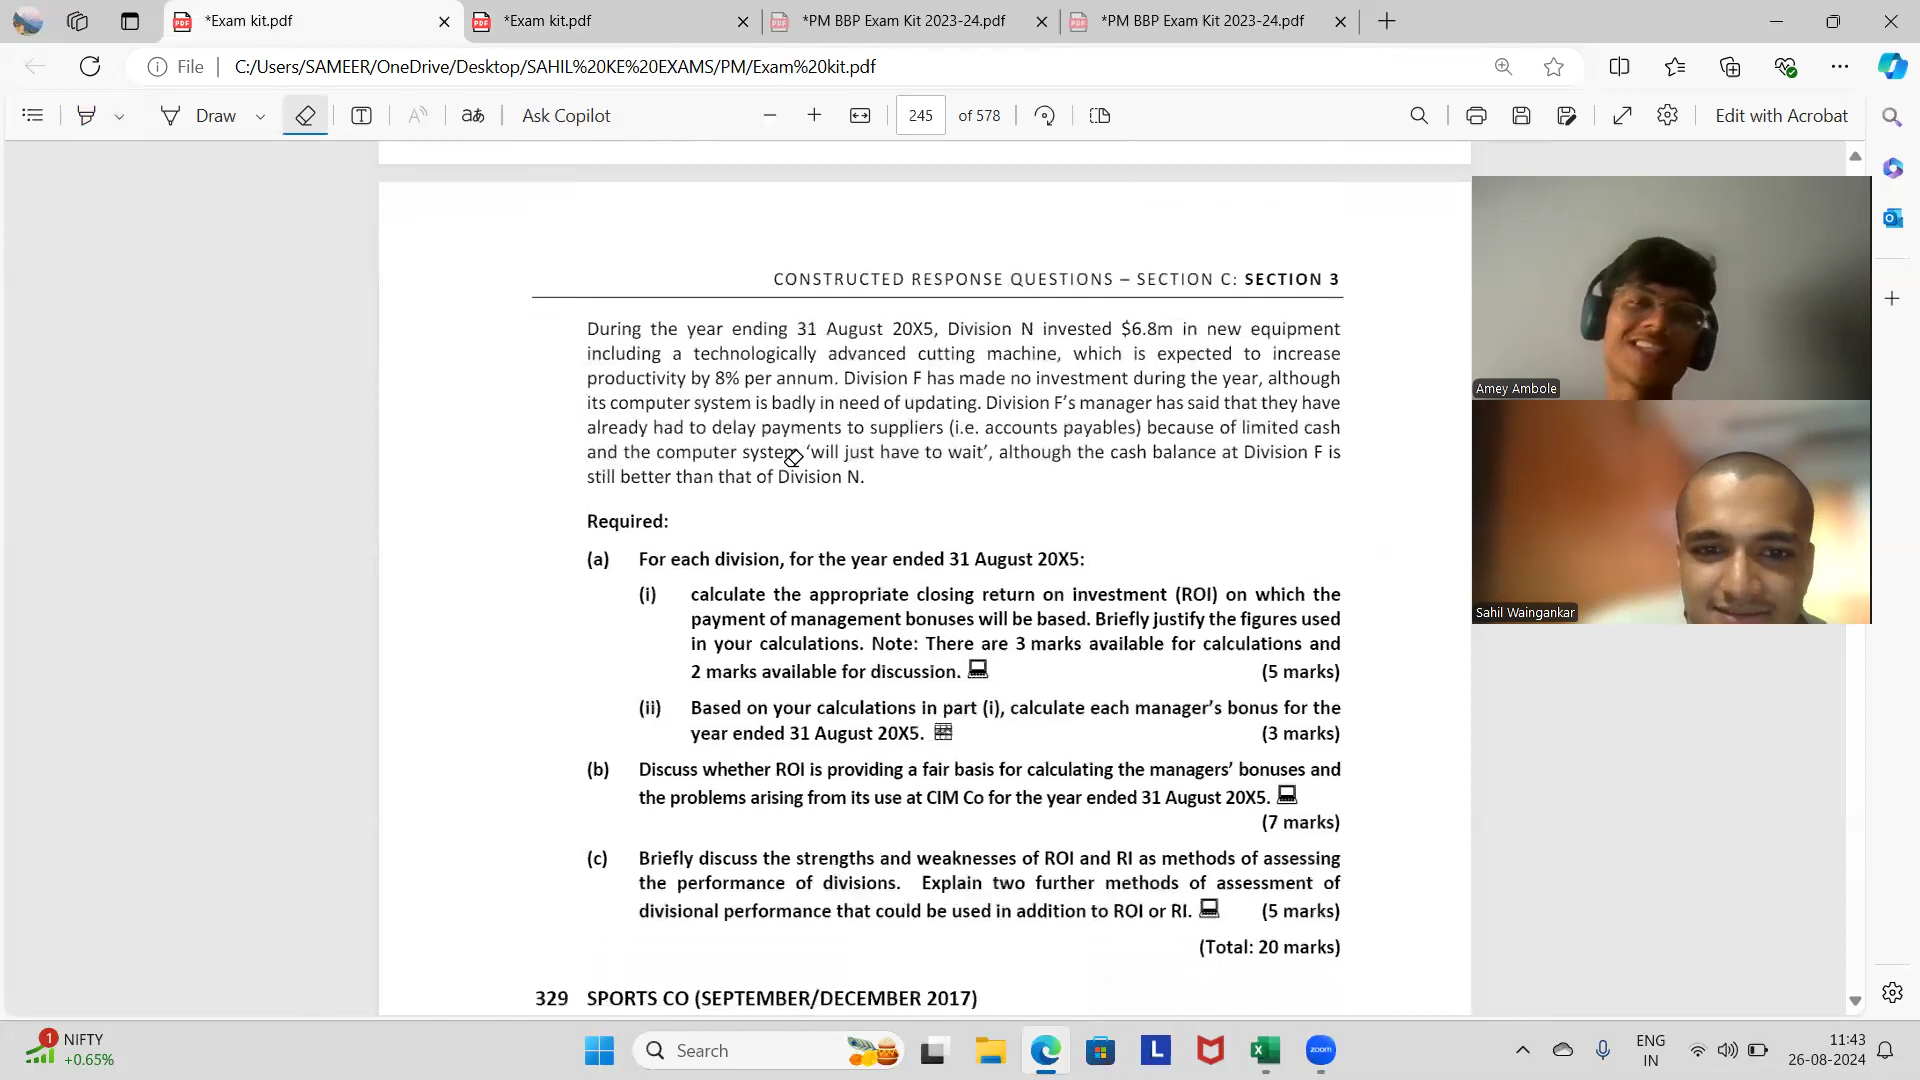 *Exam kit.pdf
*Exam kit.pdf
*PM BBP Exam Kit 2023-24.pdf
*PM BBP Exam Kit 2023-24.pdf
File
C:/Users/SAMEER/OneDrive/Desktop/SAHIL%20KE%20EXAMS/PM/Exam%20kit.pdf
Draw
Ask Copilot
245 of 578
Edit with Acrobat
CONSTRUCTED RESPONSE QUESTIONS – SECTION C: SECTION 3
During the year ending 31 August 20X5, Division N invested $6.8m in new equipment
including a technologically advanced cutting machine, which is expected to increase
productivity by 8% per annum. Division F has made no investment during the year, although
its computer system is badly in need of updating. Division F's manager has said that they have
already had to delay payments to suppliers (i.e. accounts payables) because of limited cash
and the computer system 'will just have to wait', although the cash balance at Division F is
still better than that of Division N.
Required:
(a) For each division, for the year ended 31 August 20X5:
(i) calculate the appropriate closing return on investment (ROI) on which the
payment of management bonuses will be based. Briefly justify the figures used
in your calculations. Note: There are 3 marks available for calculations and
2 marks available for discussion. (5 marks)
(ii) Based on your calculations in part (i), calculate each manager's bonus for the
year ended 31 August 20X5. (3 marks)
(b) Discuss whether ROI is providing a fair basis for calculating the managers' bonuses and
the problems arising from its use at CIM Co for the year ended 31 August 20X5.
(7 marks)
(c) Briefly discuss the strengths and weaknesses of ROI and RI as methods of assessing
the performance of divisions. Explain two further methods of assessment of
divisional performance that could be used in addition to ROI or RI. (5 marks)
(Total: 20 marks)
329 SPORTS CO (SEPTEMBER/DECEMBER 2017)
Amey Ambole
Sahil Waingankar
1
NIFTY
+0.65%
Search
L
zoom
ENG
IN
11:43
26-08-2024